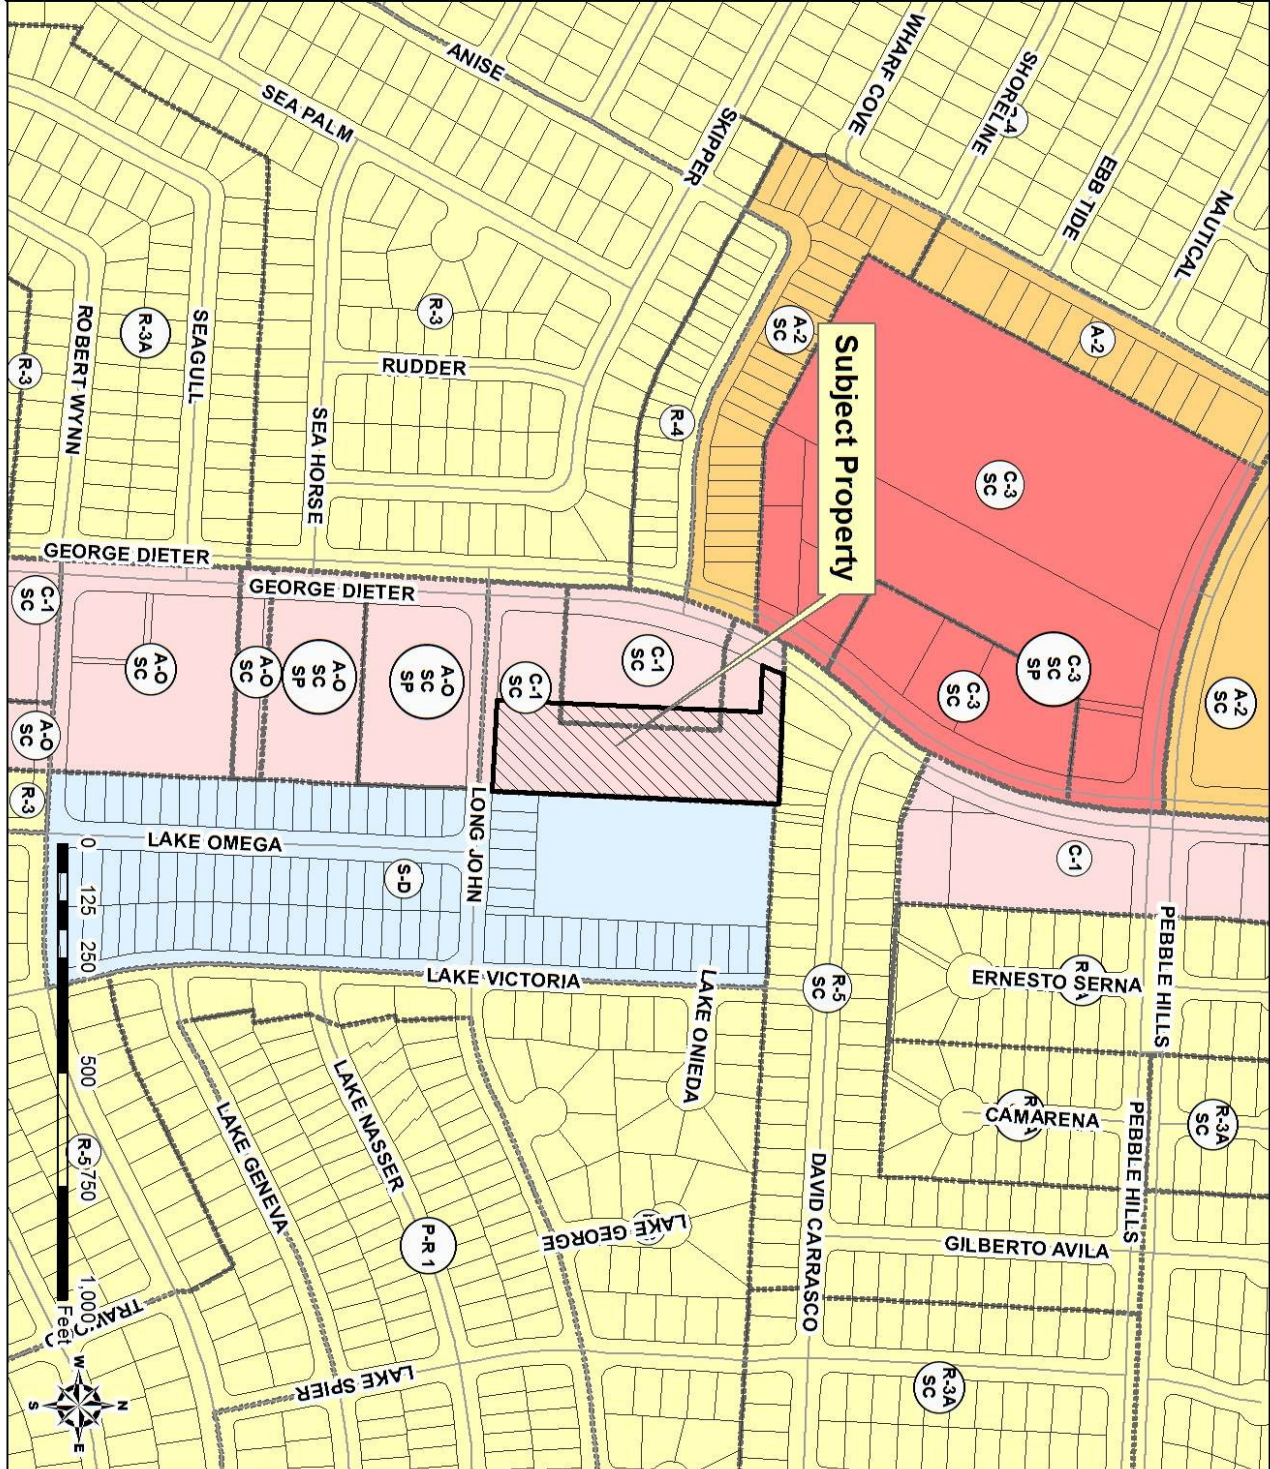 ANISE
SEA PALM
SKIPPER
WHARF COVE
SHORELINE
EBB TIDE
NAUTICAL
A-2
A-2
SC
R-3
R-3A
R-3
R-4
RUDDER
SEAGULL
ROBERT WYNN
SEA HORSE
Subject Property
C-3
SC
GEORGE DIETER
GEORGE DIETER
C-1
SC
A-O
SC
A-O
SC
A-O
SC
SP
A-O
SC
SP
C-1
SC
C-1
SC
C-3
SC
C-3
SC
SP
A-2
SC
A-O
SC
R-3
LAKE OMEGA
S-D
LONG JOHN
C-1
PEBBLE HILLS
LAKE VICTORIA
LAKE ONIEDA
R-5
SC
ERNESTO SERNA
CAMARENA
R-3A
SC
PEBBLE HILLS
LAKE NASSER
LAKE GENEVA
P-R 1
LAKE GEORGE
DAVID CARRASCO
GILBERTO AVILA
R-5
LAKE SPIER
R-3A
SC
0 125 250 500 750 1,000
Feet
N
W
E
S